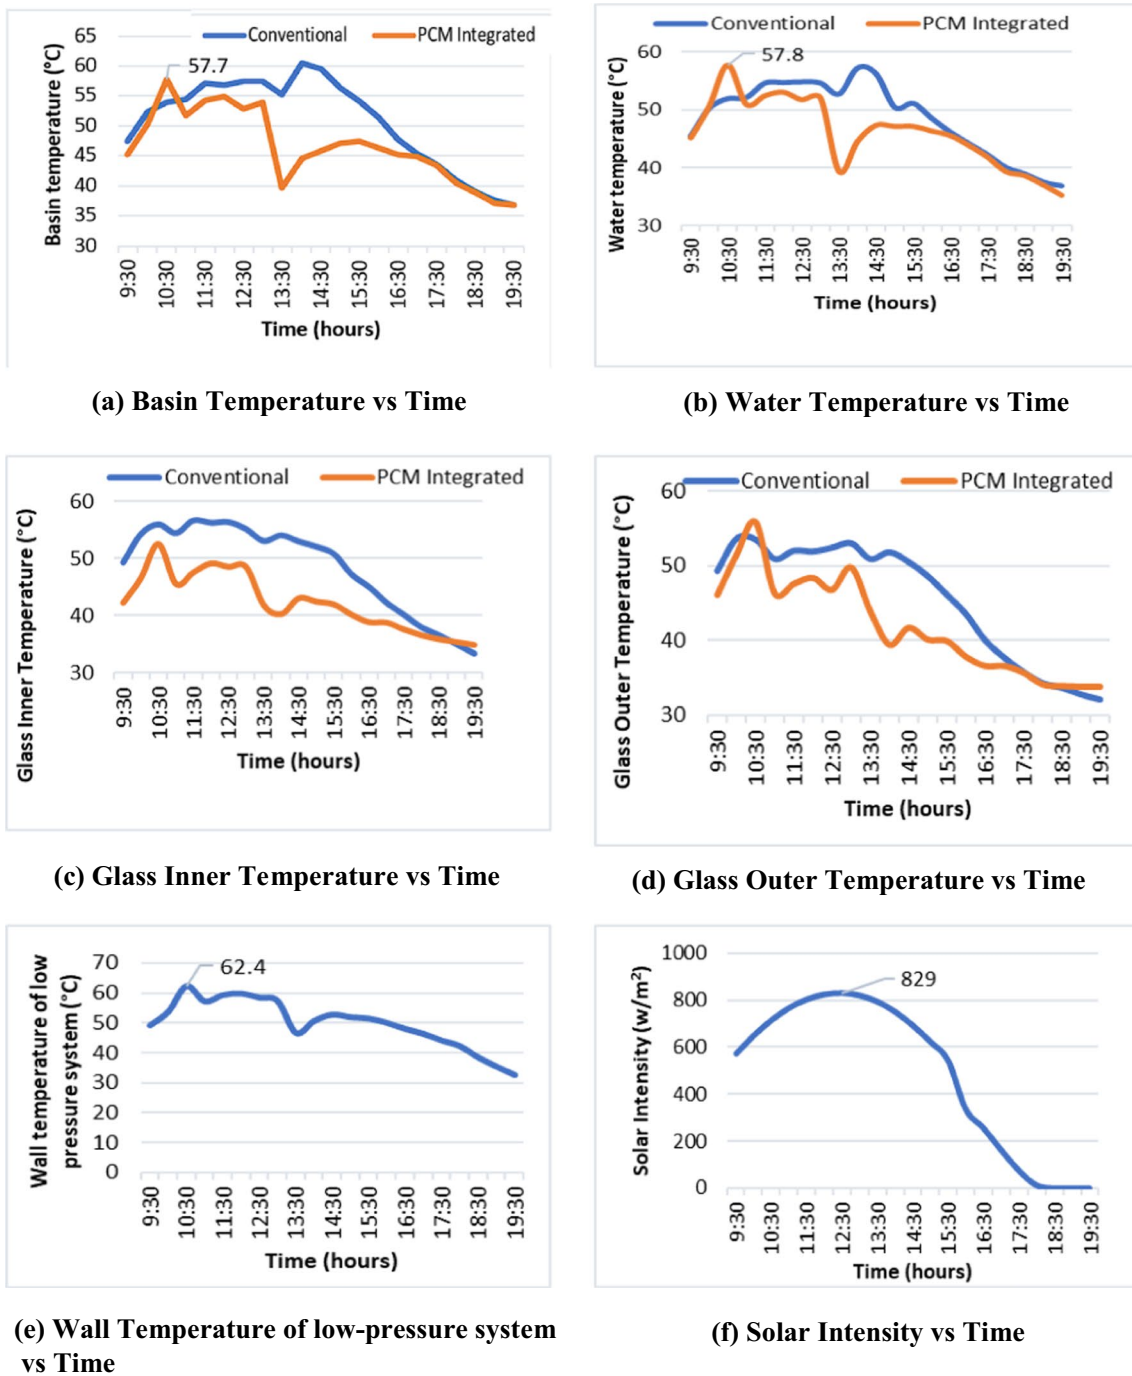 Conventional PCM Integrated
65
60
55
50
45
40
35
30
57.7
Basin temperature (°C)
9:30 10:30 11:30 12:30 13:30 14:30 15:30 16:30 17:30 18:30 19:30
Time (hours)
(a) Basin Temperature vs Time
Conventional PCM Integrated
60
50
40
30
57.8
Water temperature (°C)
9:30 10:30 11:30 12:30 13:30 14:30 15:30 16:30 17:30 18:30 19:30
Time (hours)
(b) Water Temperature vs Time
Conventional PCM Integrated
60
50
40
30
Glass Inner Temperature (°C)
9:30 10:30 11:30 12:30 13:30 14:30 15:30 16:30 17:30 18:30 19:30
Time (hours)
(c) Glass Inner Temperature vs Time
Conventional PCM Integrated
60
50
40
30
Glass Outer Temperature (°C)
9:30 10:30 11:30 12:30 13:30 14:30 15:30 16:30 17:30 18:30 19:30
Time (hours)
(d) Glass Outer Temperature vs Time
70
60
50
40
30
20
10
0
62.4
Wall temperature of low
pressure system (°C)
9:30 10:30 11:30 12:30 13:30 14:30 15:30 16:30 17:30 18:30 19:30
Time (hours)
(e) Wall Temperature of low-pressure system
vs Time
1000
800
600
400
200
0
829
Solar Intensity (w/m²)
9:30 10:30 11:30 12:30 13:30 14:30 15:30 16:30 17:30 18:30 19:30
Time (hours)
(f) Solar Intensity vs Time